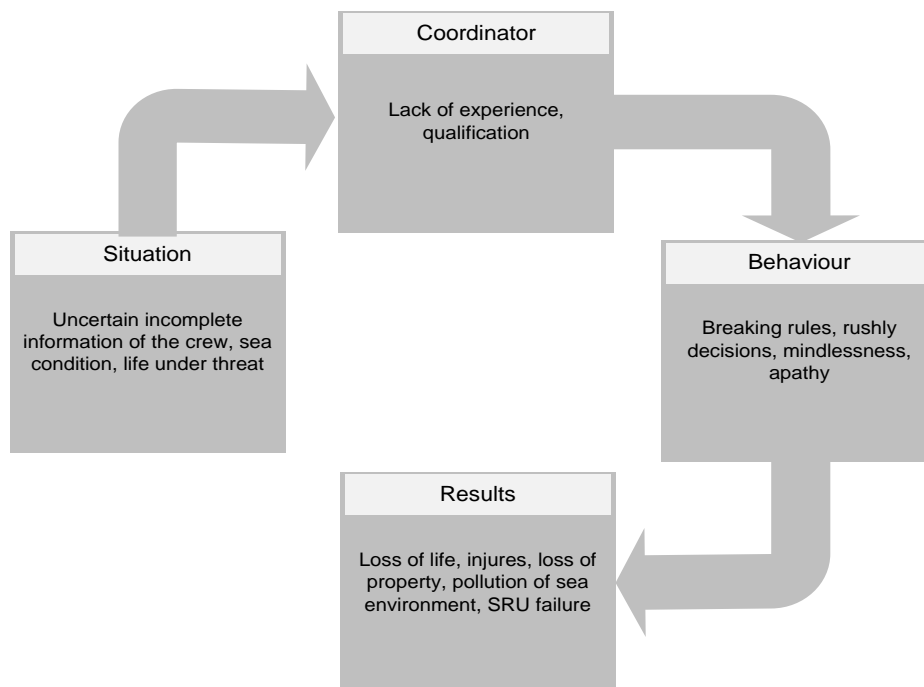 Coordinator
Lack of experience,
qualification
Situation
Uncertain incomplete
information of the crew, sea
condition, life under threat
Behaviour
Breaking rules, rushly
decisions, mindlessness,
apathy
Results
Loss of life, injures, loss of
property, pollution of sea
environment, SRU failure